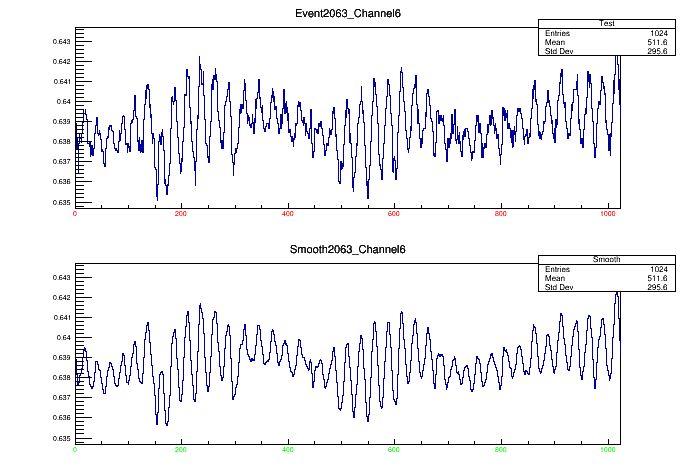 Event2063_Channel6
Test
Entries 1024
Mean 511.6
Std Dev 295.6
0.643
0.642
0.641
0.64
0.639
0.638
0.637
0.636
0.635
0 200 400 600 800 1000
Smooth2063_Channel6
Smooth
Entries 1024
Mean 511.6
Std Dev 295.6
0.643
0.642
0.641
0.64
0.639
0.638
0.637
0.636
0.635
0 200 400 600 800 1000